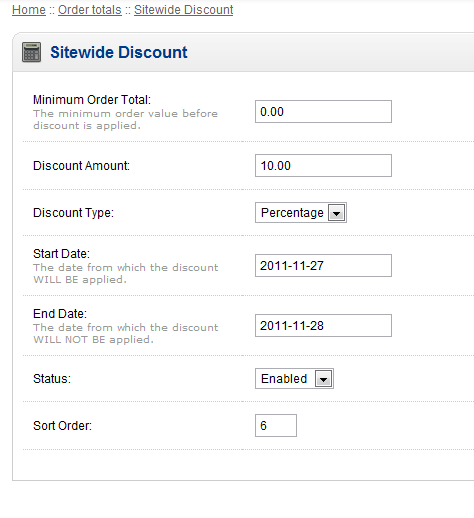 Home :: Order totals :: Sitewide Discount
Sitewide Discount
Minimum Order Total:
The minimum order value before
discount is applied.
0.00
Discount Amount:
10.00
Discount Type:
Percentage
Start Date:
The date from which the discount
WILL BE applied.
2011-11-27
End Date:
The date from which the discount
WILL NOT BE applied.
2011-11-28
Status:
Enabled
Sort Order:
6